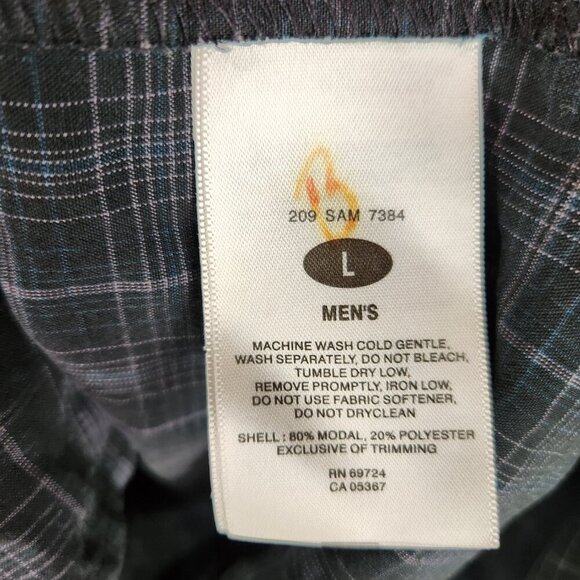 209 SAM 7384
L
MEN'S
MACHINE WASH COLD GENTLE,
WASH SEPARATELY, DO NOT BLEACH,
TUMBLE DRY LOW,
REMOVE PROMPTLY, IRON LOW,
DO NOT USE FABRIC SOFTENER,
DO NOT DRYCLEAN
SHELL : 80% MODAL, 20% POLYESTER
EXCLUSIVE OF TRIMMING
RN 69724
CA 05367